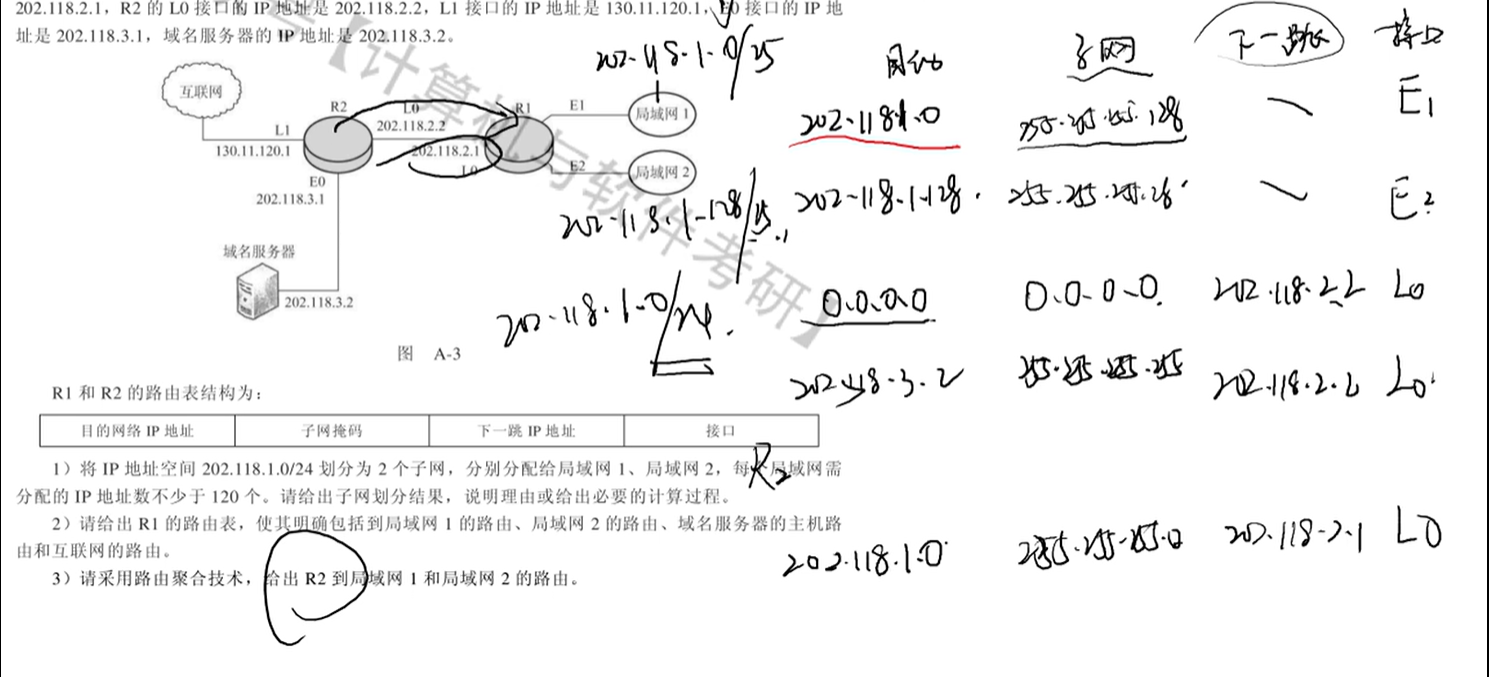 202.118.2.1，R2 的 L0 接口的 IP 地址是 202.118.2.2，L1 接口的 IP 地址是 130.11.120.1、E0 接口的 IP 地
址是 202.118.3.1，域名服务器的 IP 地址是 202.118.3.2。
【计算机与软件考研】
互联网
R2
L0
202.118.2.2
R1
E1
局域网 1
L1
130.11.120.1
202.118.2.1
L0
E2
局域网 2
E0
202.118.3.1
域名服务器
202.118.3.2
图 A-3
202.118.1.0/25
202.118.1.128/25
202.118.1.0/24
子网 下一跳 接口
202.118.1.0 255.255.255.128 E1
202.118.1.128 255.255.255.128 E2
0.0.0.0 0.0.0.0 202.118.2.2 L0
202.118.3.2 255.255.255.255 202.118.2.2 L0
R1 和 R2 的路由表结构为：
目的网络 IP 地址 子网掩码 下一跳 IP 地址 接口
1）将 IP 地址空间 202.118.1.0/24 划分为 2 个子网，分别分配给局域网 1、局域网 2，每个局域网需
分配的 IP 地址数不少于 120 个。请给出子网划分结果，说明理由或给出必要的计算过程。
2）请给出 R1 的路由表，使其明确包括到局域网 1 的路由、局域网 2 的路由、域名服务器的主机路
由和互联网的路由。
3）请采用路由聚合技术，给出 R2 到局域网 1 和局域网 2 的路由。
R2
202.118.1.0 255.255.255.0 202.118.2.1 L0